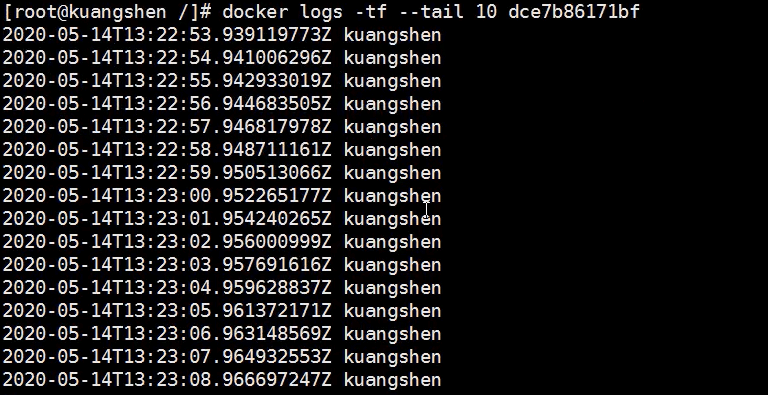 [root@kuangshen /]# docker logs -tf --tail 10 dce7b86171bf
2020-05-14T13:22:53.939119773Z kuangshen
2020-05-14T13:22:54.941006296Z kuangshen
2020-05-14T13:22:55.942933019Z kuangshen
2020-05-14T13:22:56.944683505Z kuangshen
2020-05-14T13:22:57.946817978Z kuangshen
2020-05-14T13:22:58.948711161Z kuangshen
2020-05-14T13:22:59.950513066Z kuangshen
2020-05-14T13:23:00.952265177Z kuangshen
2020-05-14T13:23:01.954240265Z kuangshen
2020-05-14T13:23:02.956000999Z kuangshen
2020-05-14T13:23:03.957691616Z kuangshen
2020-05-14T13:23:04.959628837Z kuangshen
2020-05-14T13:23:05.961372171Z kuangshen
2020-05-14T13:23:06.963148569Z kuangshen
2020-05-14T13:23:07.964932553Z kuangshen
2020-05-14T13:23:08.966697247Z kuangshen